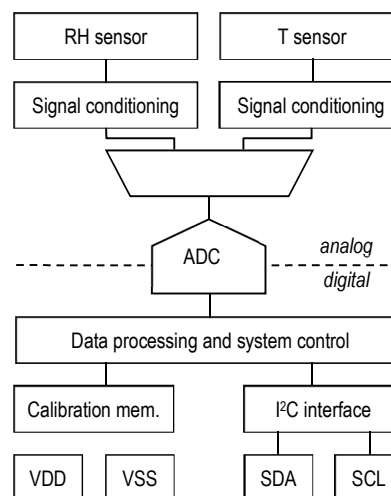 RH sensor
T sensor
Signal conditioning
Signal conditioning
ADC
analog
digital
Data processing and system control
Calibration mem.
I²C interface
VDD
VSS
SDA
SCL